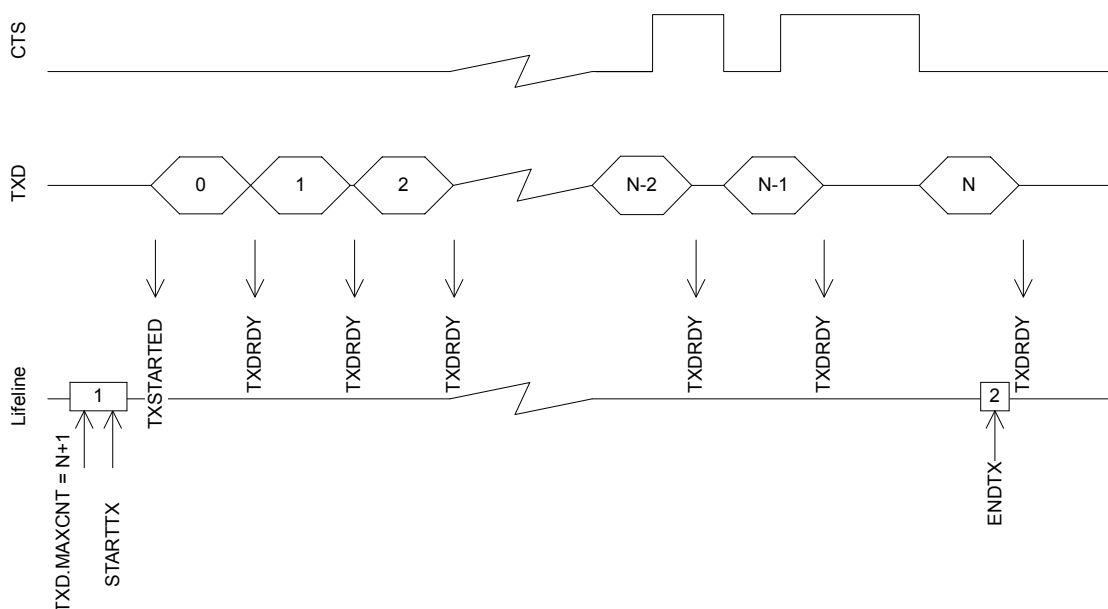 CTS
TXD
0
1
2
N-2
N-1
N
TXSTARTED
TXDRDY
TXDRDY
TXDRDY
TXDRDY
TXDRDY
TXDRDY
Lifeline
1
2
TXD.MAXCNT = N+1
STARTTX
ENDTX